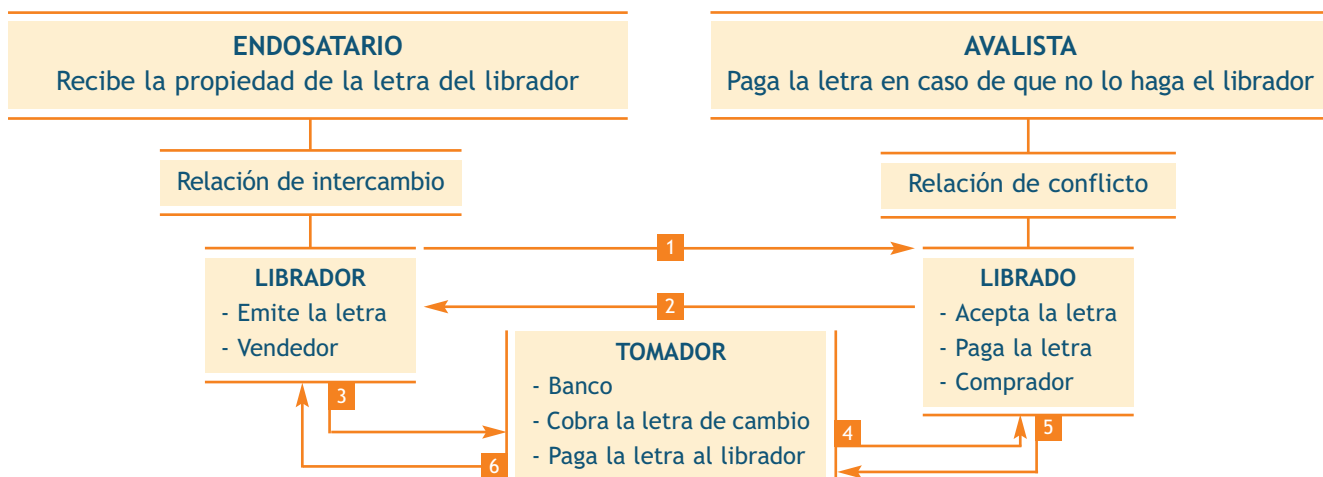 ENDOSATARIO
Recibe la propiedad de la letra del librador
AVALISTA
Paga la letra en caso de que no lo haga el librador
Relación de intercambio
Relación de conflicto
1
LIBRADOR
- Emite la letra
- Vendedor
2
LIBRADO
- Acepta la letra
- Paga la letra
- Comprador
TOMADOR
- Banco
- Cobra la letra de cambio
- Paga la letra al librador
3
4
5
6